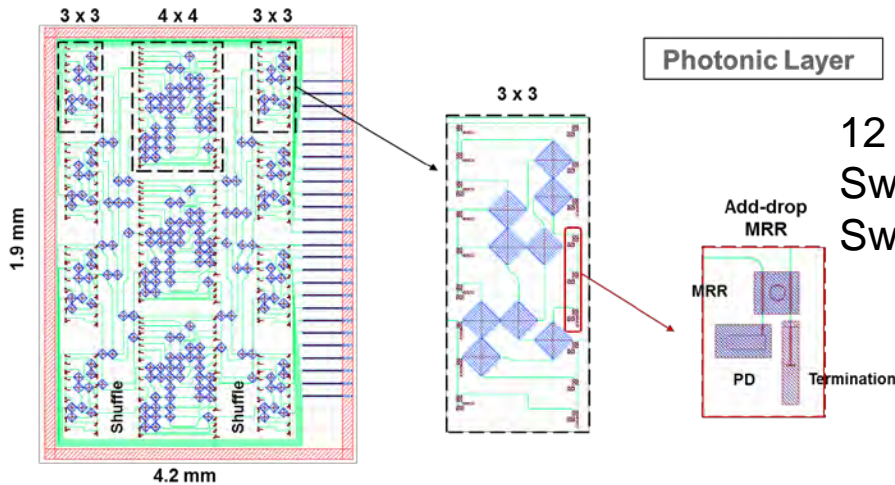 3 x 3
4 x 4
3 x 3
1.9 mm
Shuffle
Shuffle
4.2 mm
3 x 3
Photonic Layer
12
Sw
Sw
Add-drop
MRR
MRR
PD
Termination